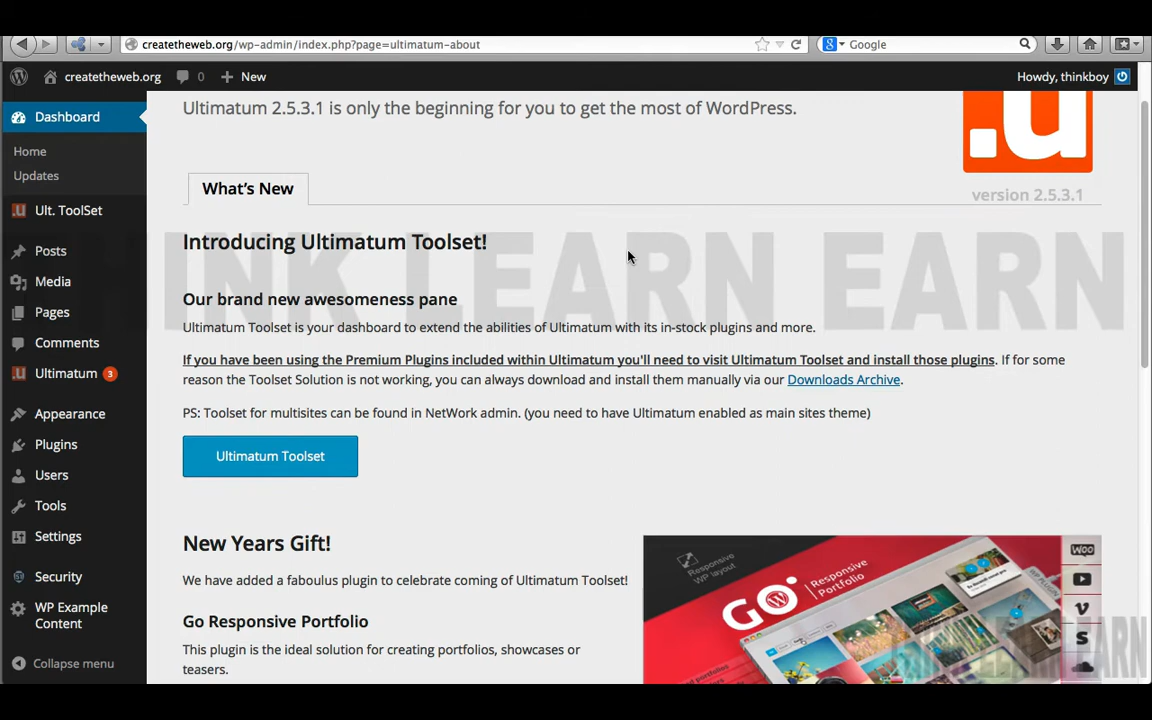 createtheweb.org/wp-admin/index.php?page=ultimatum-about
Google
createtheweb.org
0
New
Howdy, thinkboy
Dashboard
Home
Updates
Ult. ToolSet
Posts
Media
Pages
Comments
Ultimatum 3
Appearance
Plugins
Users
Tools
Settings
Security
WP Example
Content
Collapse menu
Ultimatum 2.5.3.1 is only the beginning for you to get the most of WordPress.
.u
version 2.5.3.1
What's New
THINK LEARN EARN
Introducing Ultimatum Toolset!
Our brand new awesomeness pane
Ultimatum Toolset is your dashboard to extend the abilities of Ultimatum with its in-stock plugins and more.
If you have been using the Premium Plugins included within Ultimatum you'll need to visit Ultimatum Toolset and install those plugins. If for some
reason the Toolset Solution is not working, you can always download and install them manually via our Downloads Archive.
PS: Toolset for multisites can be found in NetWork admin. (you need to have Ultimatum enabled as main sites theme)
Ultimatum Toolset
New Years Gift!
We have added a faboulus plugin to celebrate coming of Ultimatum Toolset!
Go Responsive Portfolio
This plugin is the ideal solution for creating portfolios, showcases or
teasers.
Responsive
WP layout
GO
Responsive
Portfolio
WOO
THINK LEARN EARN